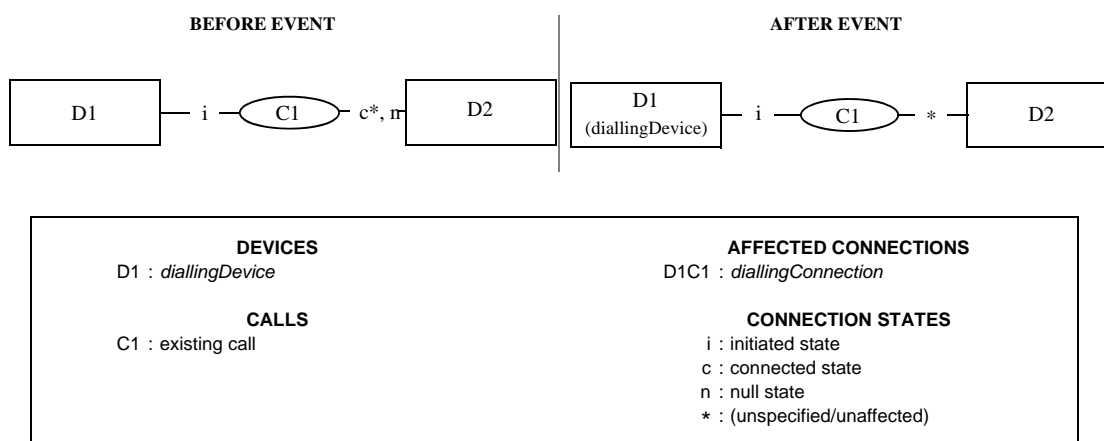 BEFORE EVENT
AFTER EVENT
D1
i
C1
c*, n
D2
D1
(diallingDevice)
i
C1
*
D2
DEVICES
D1 : diallingDevice
CALLS
C1 : existing call
AFFECTED CONNECTIONS
D1C1 : diallingConnection
CONNECTION STATES
i : initiated state
c : connected state
n : null state
* : (unspecified/unaffected)